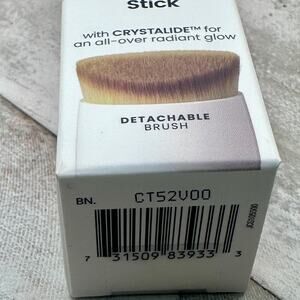 Stick
with CRYSTALIDE™ for
an all-over radiant glow
DETACHABLE
BRUSH
BN.
CT52V00
7 31509 83933 3